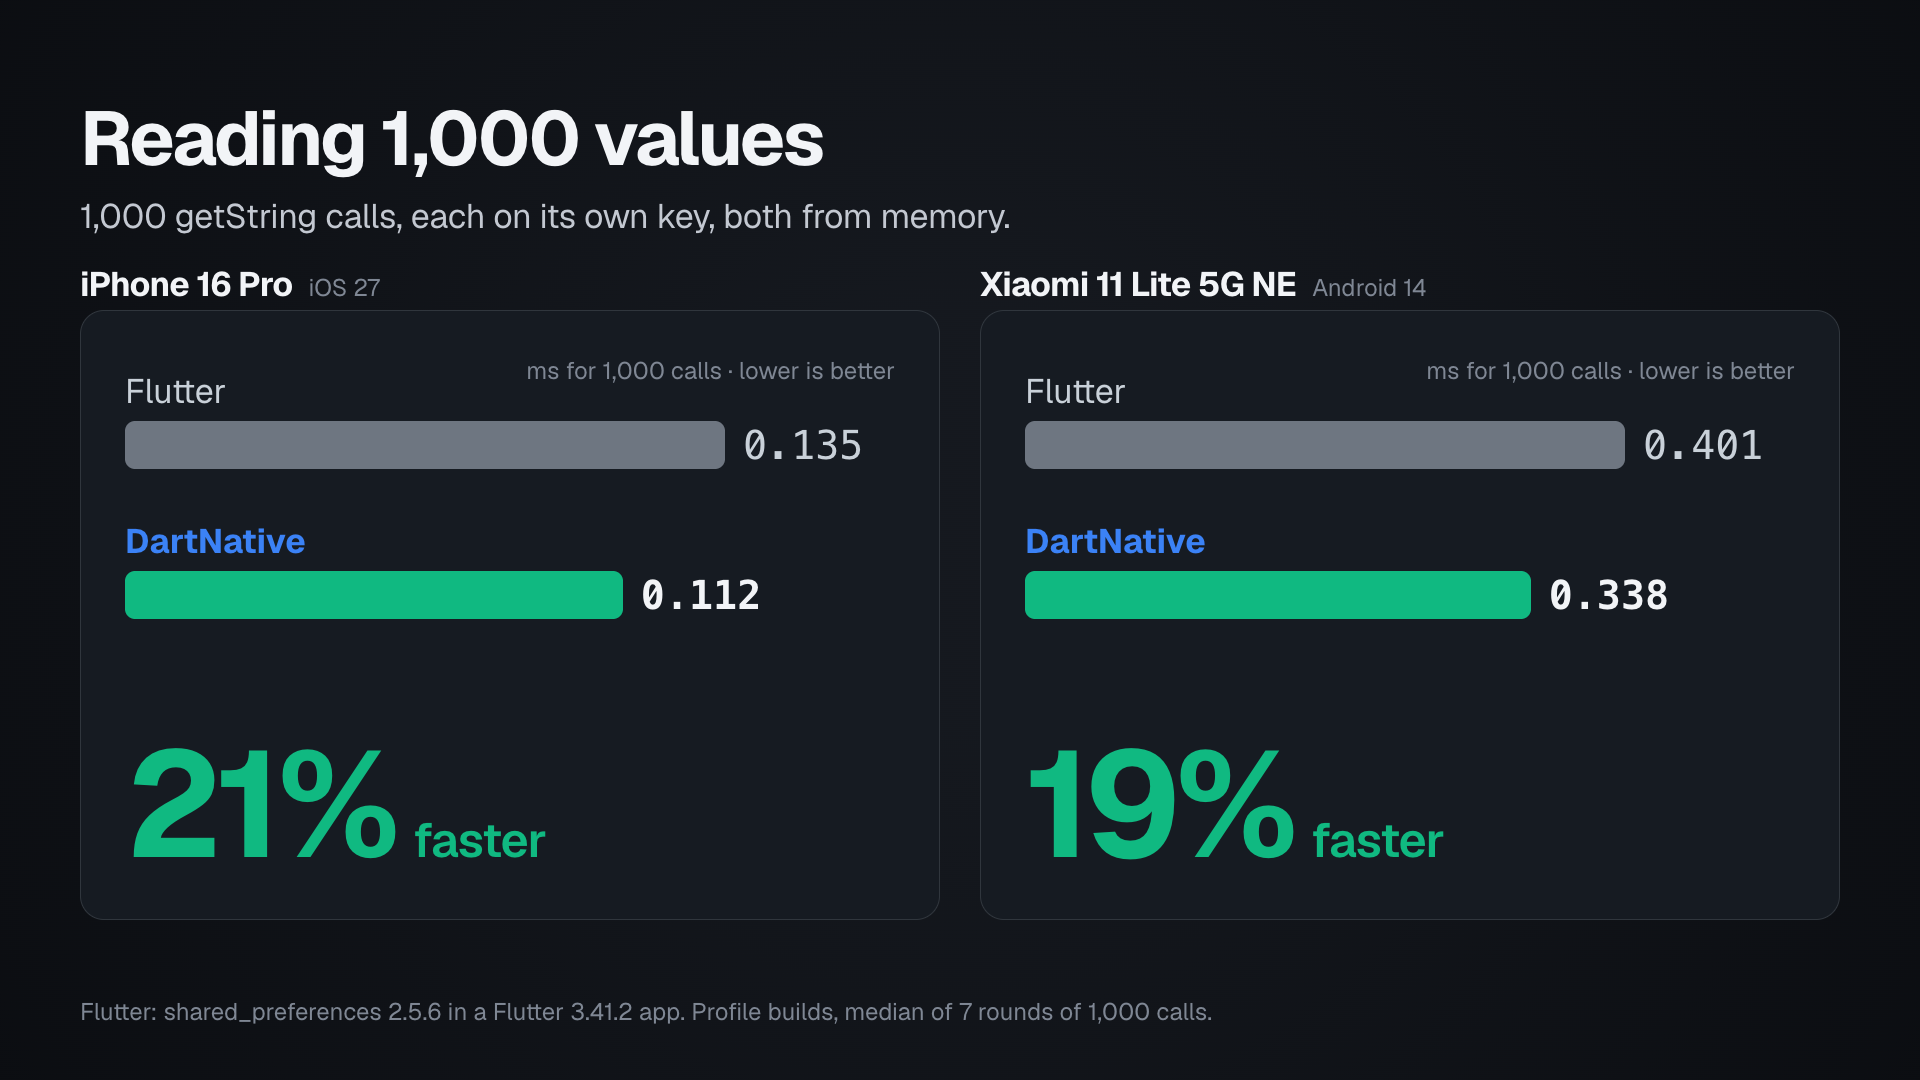 Reading 1,000 values
1,000 getString calls, each on its own key, both from memory.
iPhone 16 Pro iOS 27
ms for 1,000 calls · lower is better
Flutter
0.135
DartNative
0.112
21% faster
Xiaomi 11 Lite 5G NE Android 14
ms for 1,000 calls · lower is better
Flutter
0.401
DartNative
0.338
19% faster
Flutter: shared_preferences 2.5.6 in a Flutter 3.41.2 app. Profile builds, median of 7 rounds of 1,000 calls.